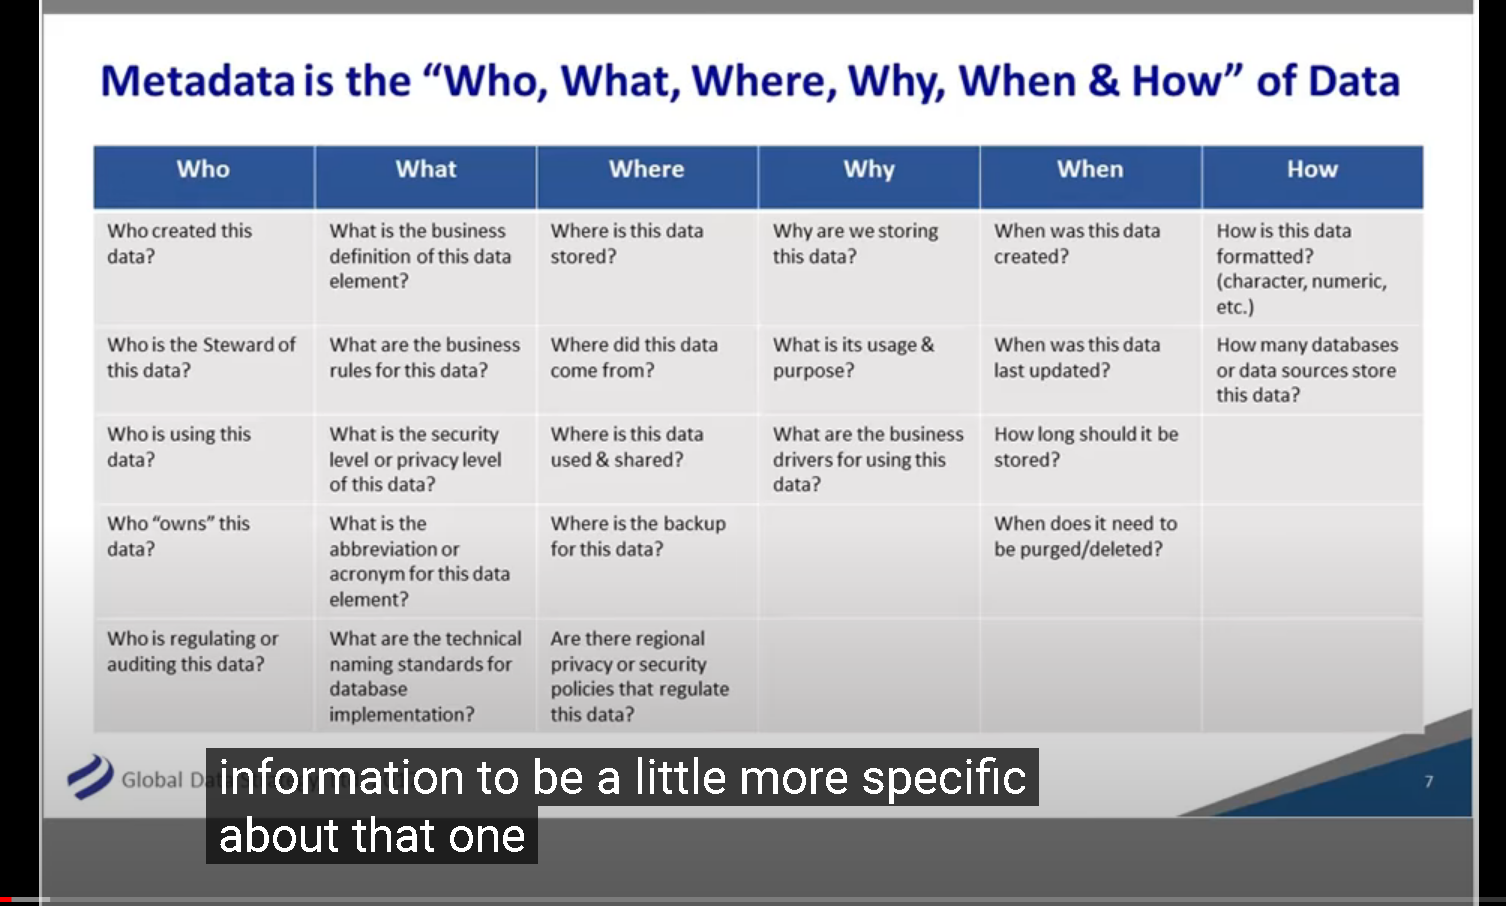 Metadata is the “Who, What, Where, Why, When & How” of Data
Who What Where Why When How
Who created this
data?
What is the business
definition of this data
element?
Where is this data
stored?
Why are we storing
this data?
When was this data
created?
How is this data
formatted?
(character, numeric,
etc.)
Who is the Steward of
this data?
What are the business
rules for this data?
Where did this data
come from?
What is its usage &
purpose?
When was this data
last updated?
How many databases
or data sources store
this data?
Who is using this
data?
What is the security
level or privacy level
of this data?
Where is this data
used & shared?
What are the business
drivers for using this
data?
How long should it be
stored?
Who “owns” this
data?
What is the
abbreviation or
acronym for this data
element?
Where is the backup
for this data?
When does it need to
be purged/deleted?
Who is regulating or
auditing this data?
What are the technical
naming standards for
database
implementation?
Are there regional
privacy or security
policies that regulate
this data?
Global
7
information to be a little more specific
about that one